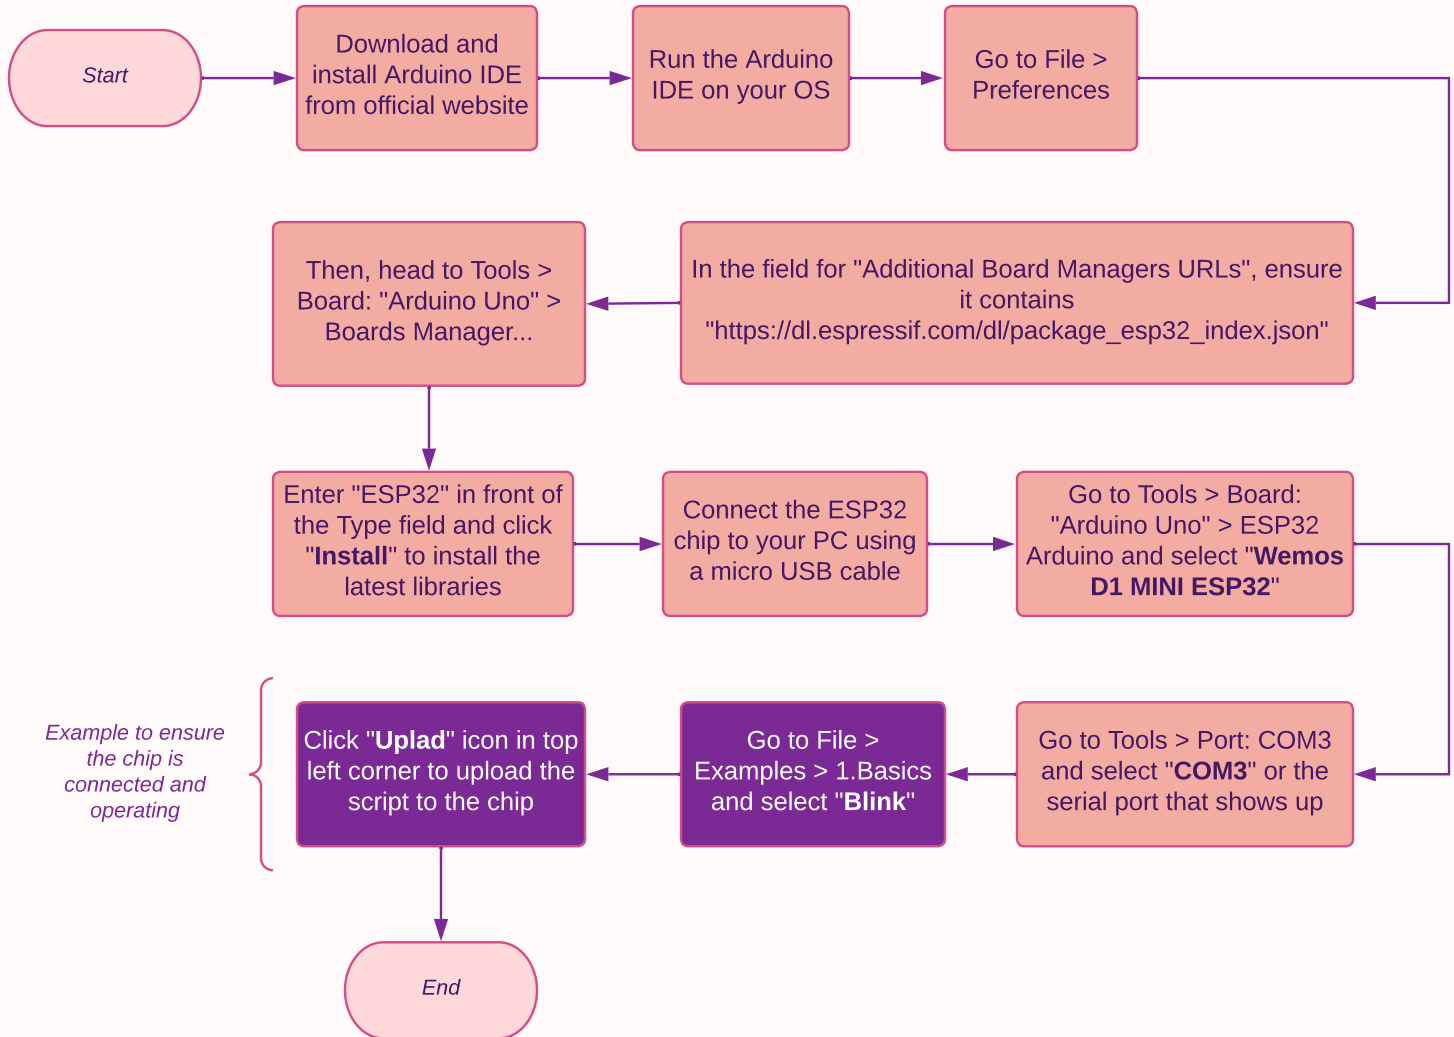 Start
Download and
install Arduino IDE
from official website
Run the Arduino
IDE on your OS
Go to File >
Preferences
In the field for "Additional Board Managers URLs", ensure
it contains
"https://dl.espressif.com/dl/package_esp32_index.json"
Then, head to Tools >
Board: "Arduino Uno" >
Boards Manager...
Enter "ESP32" in front of
the Type field and click
"Install" to install the
latest libraries
Connect the ESP32
chip to your PC using
a micro USB cable
Go to Tools > Board:
"Arduino Uno" > ESP32
Arduino and select "Wemos
D1 MINI ESP32"
Go to Tools > Port: COM3
and select "COM3" or the
serial port that shows up
Go to File >
Examples > 1.Basics
and select "Blink"
Click "Uplad" icon in top
left corner to upload the
script to the chip
Example to ensure
the chip is
connected and
operating
End